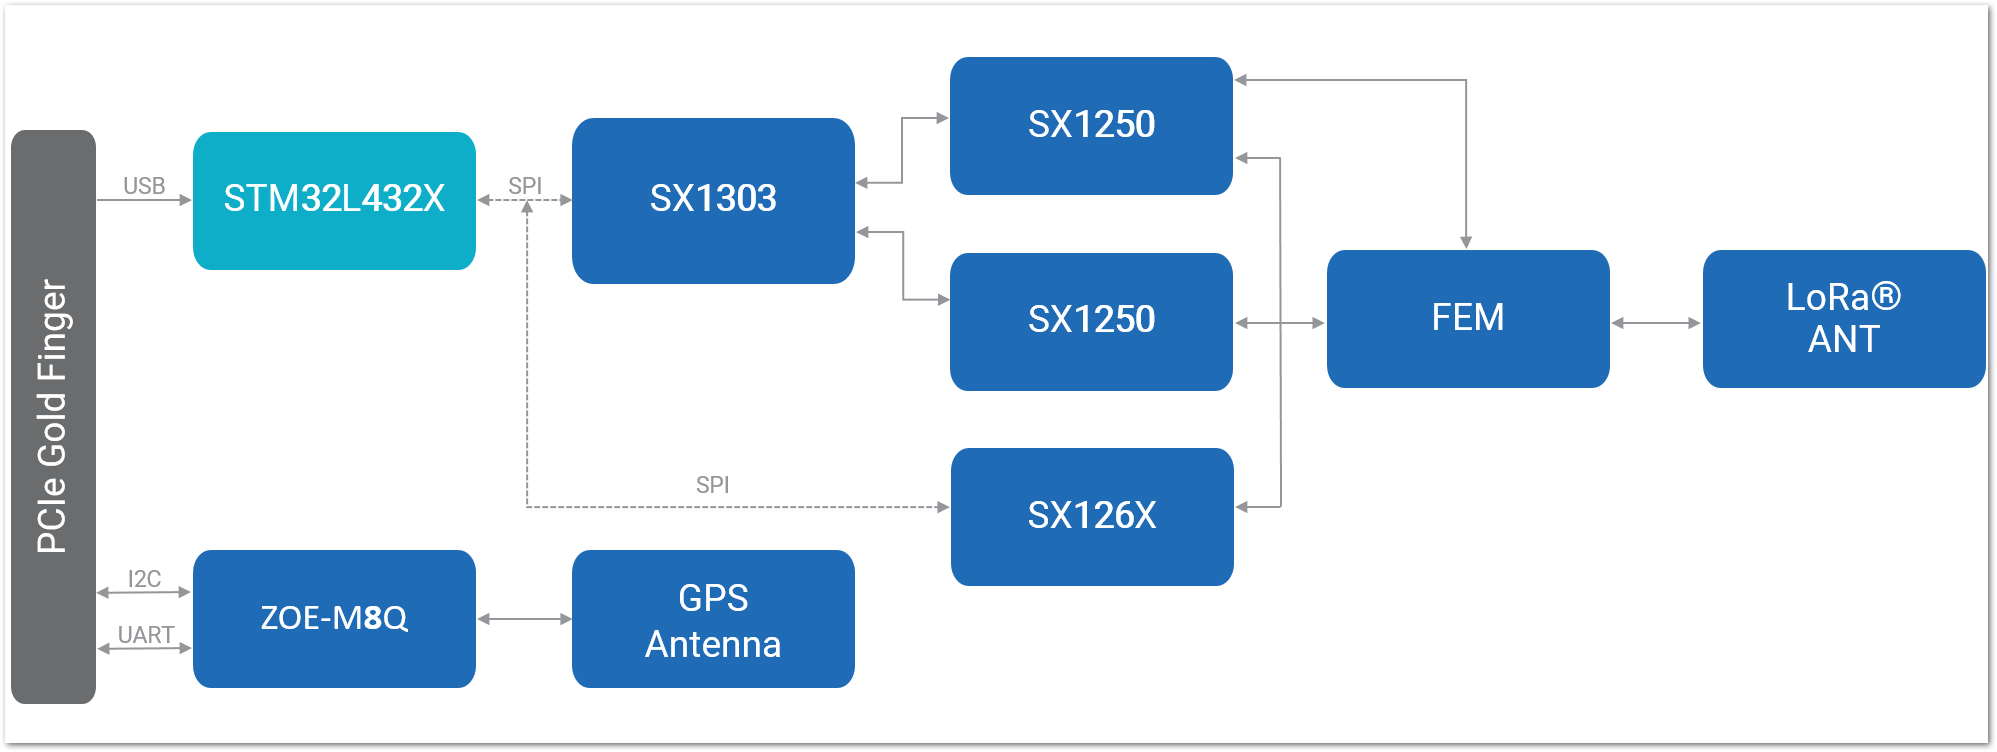 PCIe Gold Finger
USB
STM32L432X
SPI
SX1303
SX1250
SX1250
FEM
LoRa®
ANT
SPI
SX126X
I2C
UART
ZOE-M8Q
GPS
Antenna